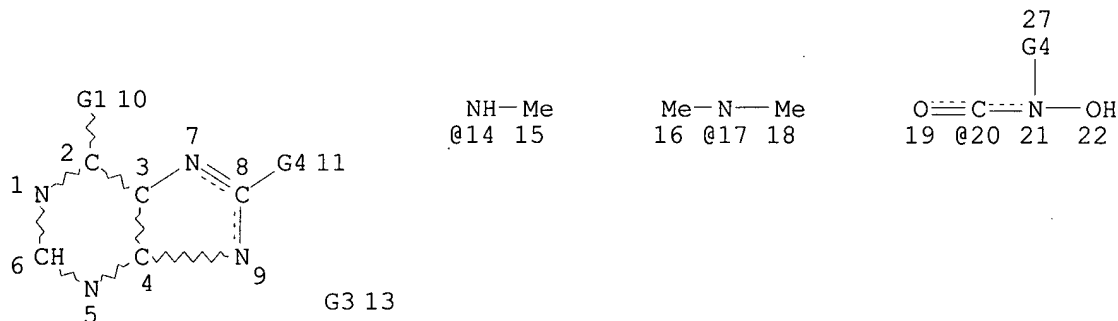 27
G4
G1 10
NH Me
Me N Me
O C N OH
@14 15
16 @17 18
19 @20 21 22
7
2 C 3 N 8 G4 11
1 N C C
6 CH C N 9
N 4
5
G3 13